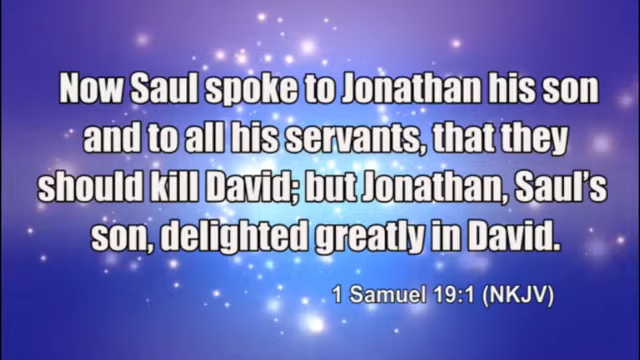 Now Saul spoke to Jonathan his son
and to all his servants, that they
should kill David; but Jonathan, Saul’s
son, delighted greatly in David.
1 Samuel 19:1 (NKJV)